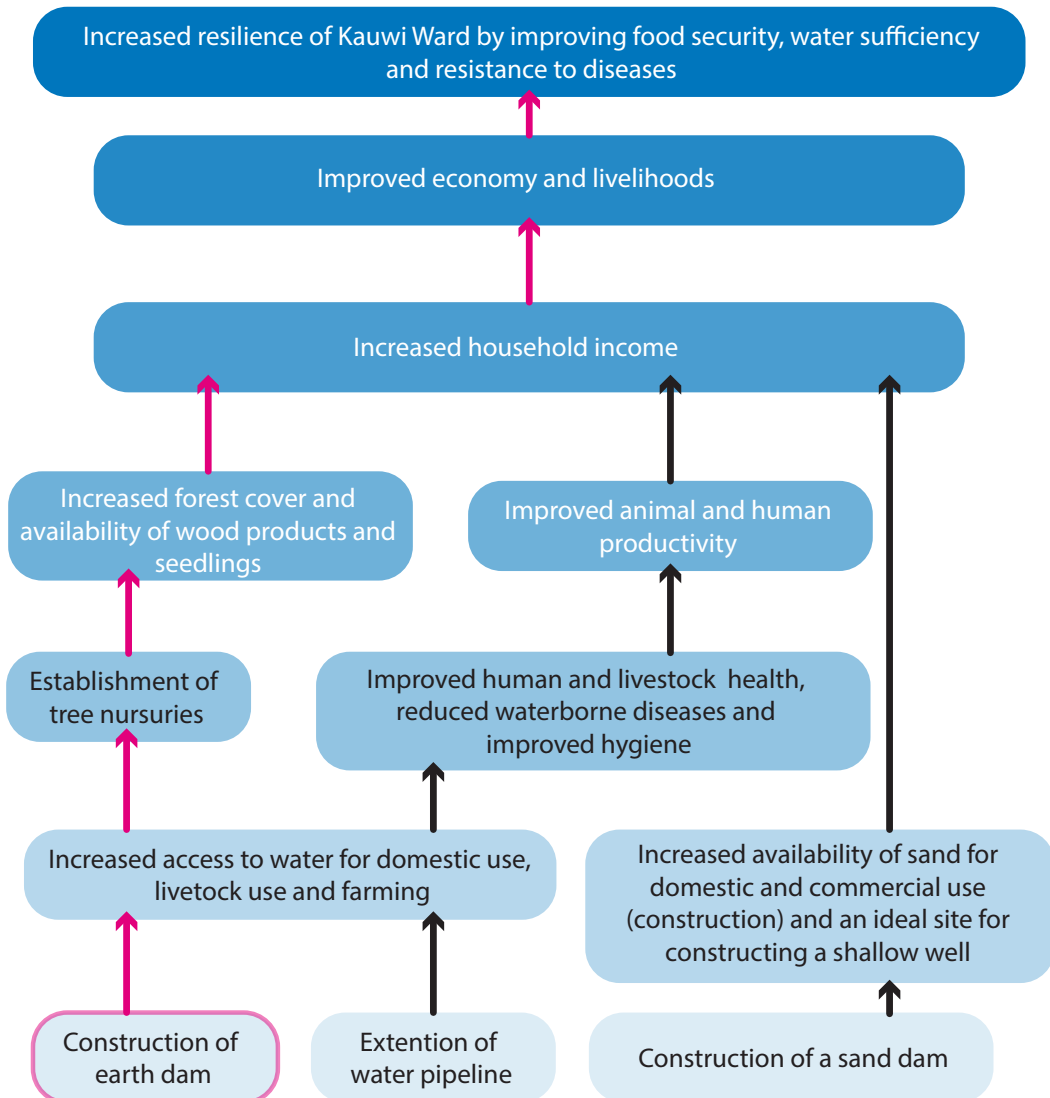 Increased resilience of Kauwi Ward by improving food security, water sufficiency
and resistance to diseases
Improved economy and livelihoods
Increased household income
Increased forest cover and
availability of wood products and
seedlings
Improved animal and human
productivity
Establishment of
tree nursuries
Improved human and livestock health,
reduced waterborne diseases and
improved hygiene
Increased access to water for domestic use,
livetock use and farming
Increased availability of sand for
domestic and commercial use
(construction) and an ideal site for
constructing a shallow well
Construction of
earth dam
Extention of
water pipeline
Construction of a sand dam